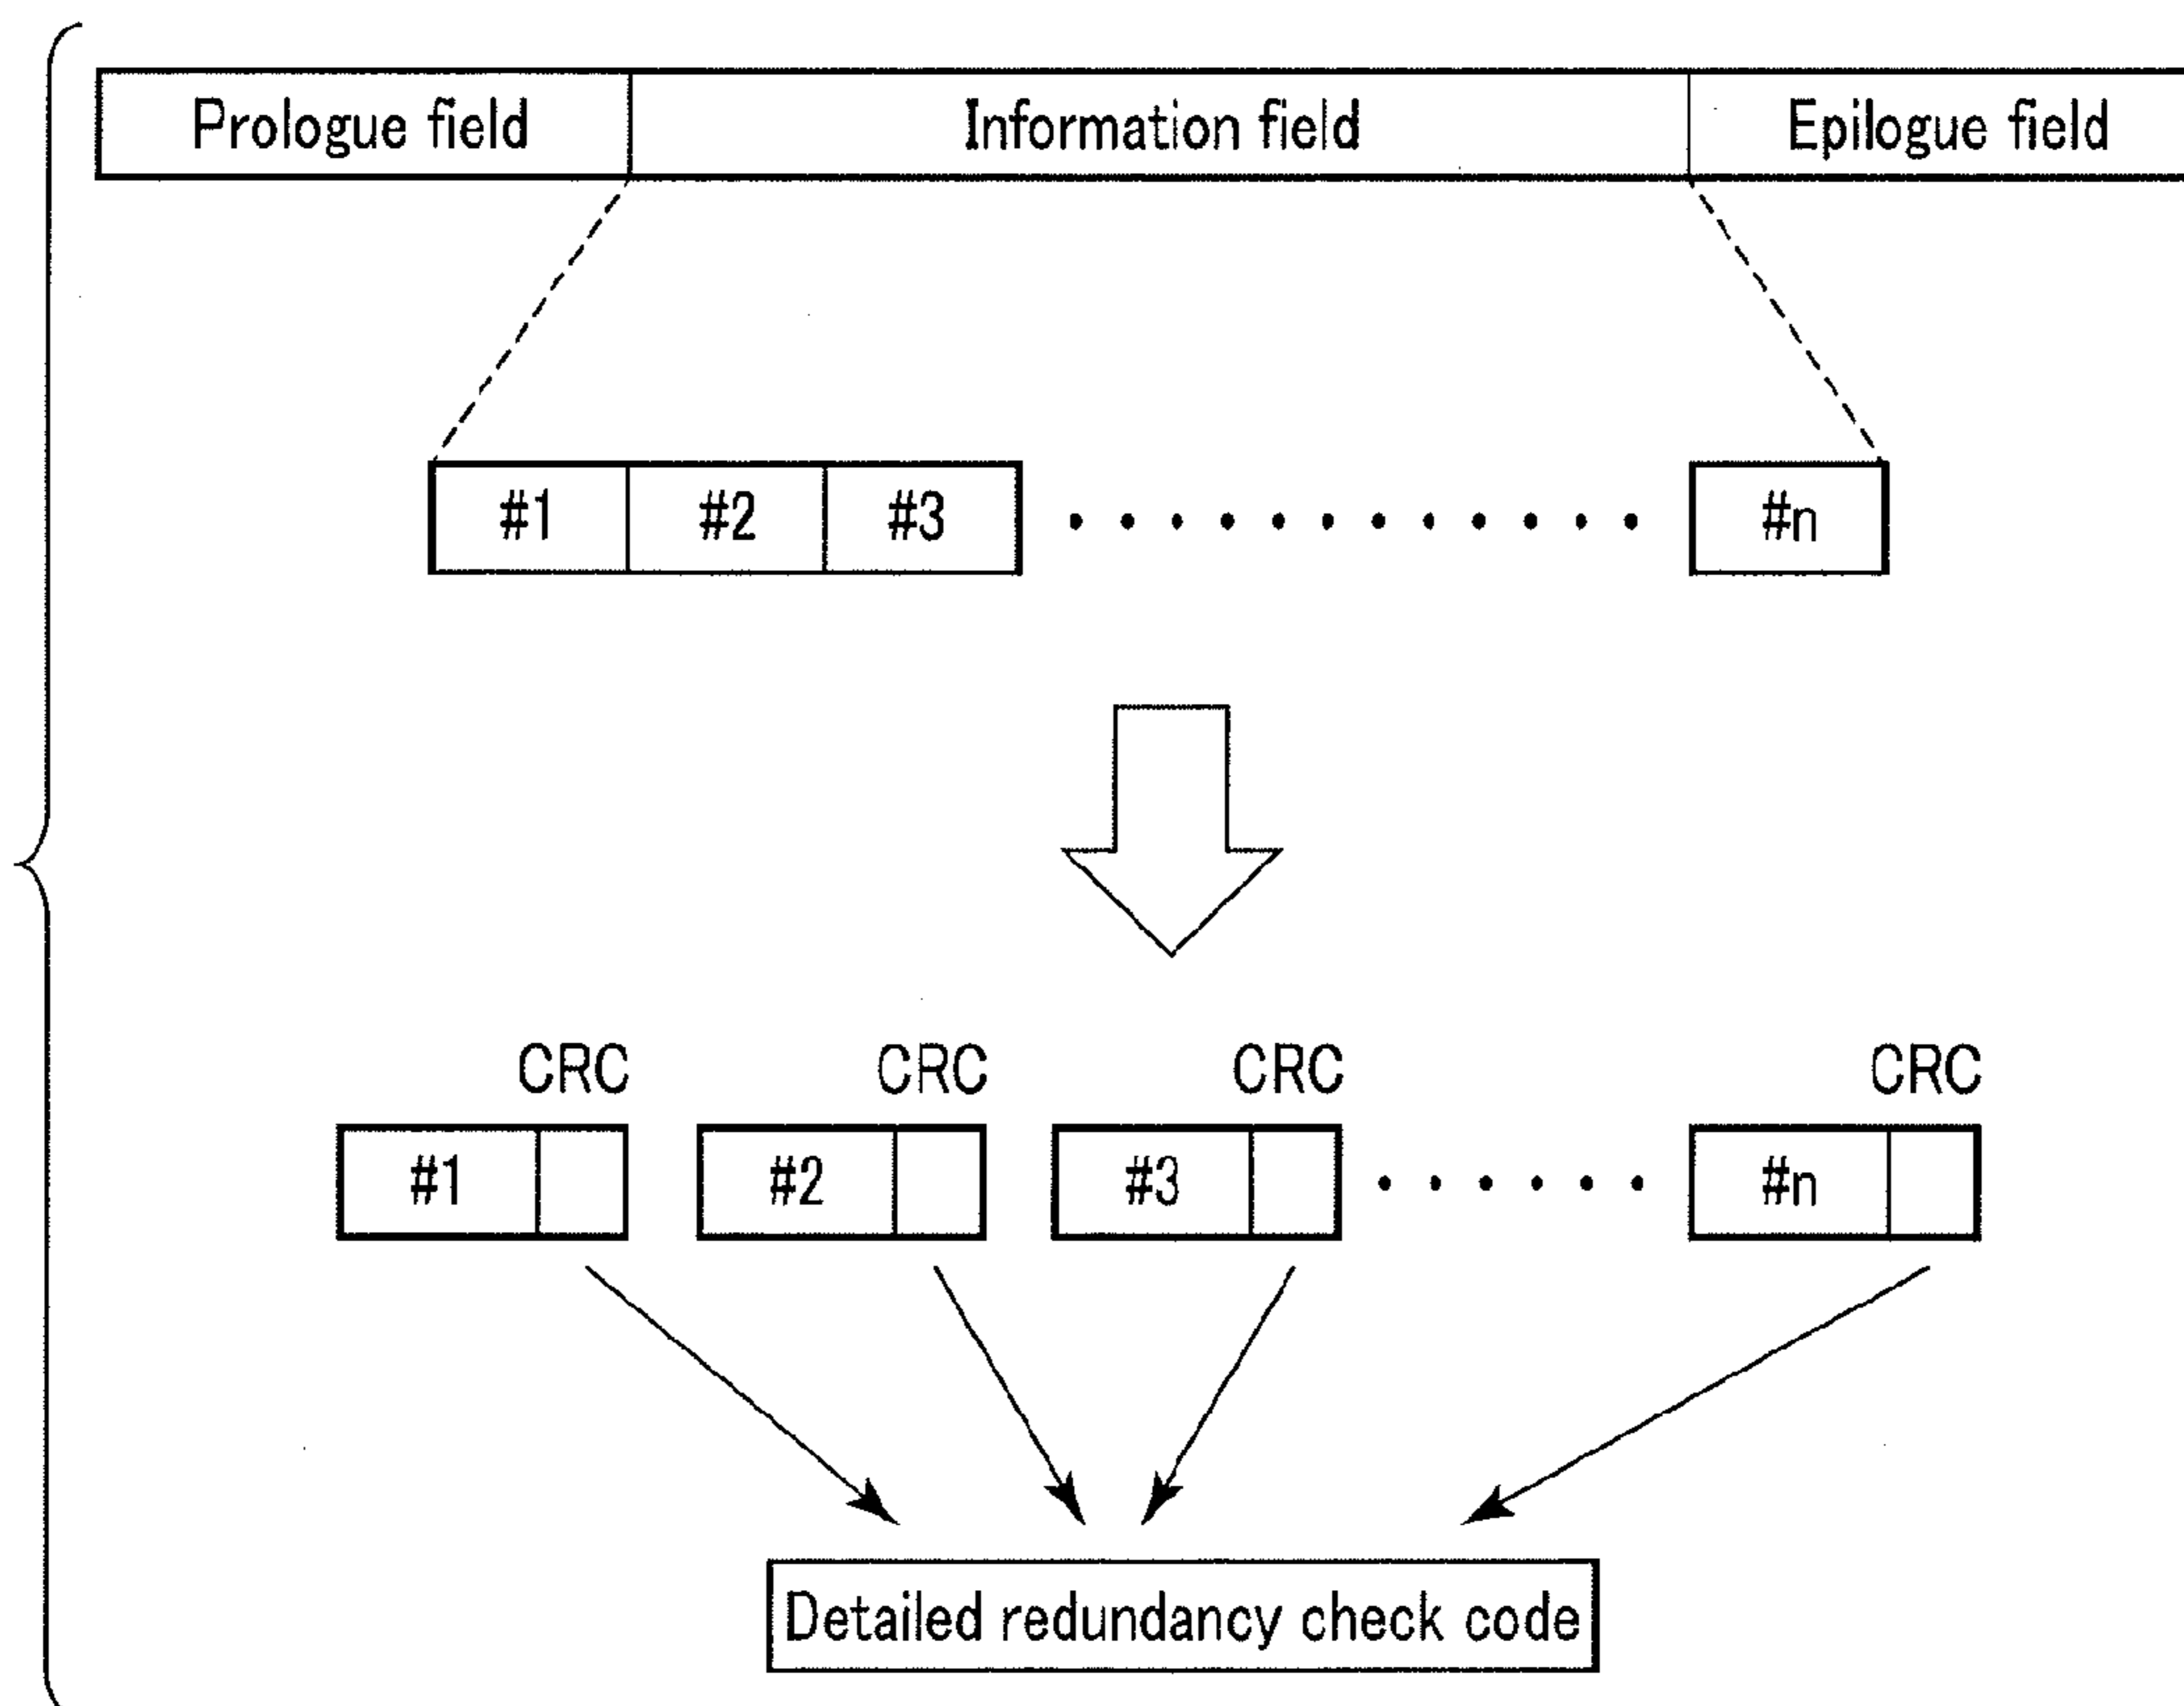 Prologue field Information field Epilogue field
#1 #2 #3 #n
CRC CRC CRC CRC
#1 #2 #3 #n
Detailed redundancy check code